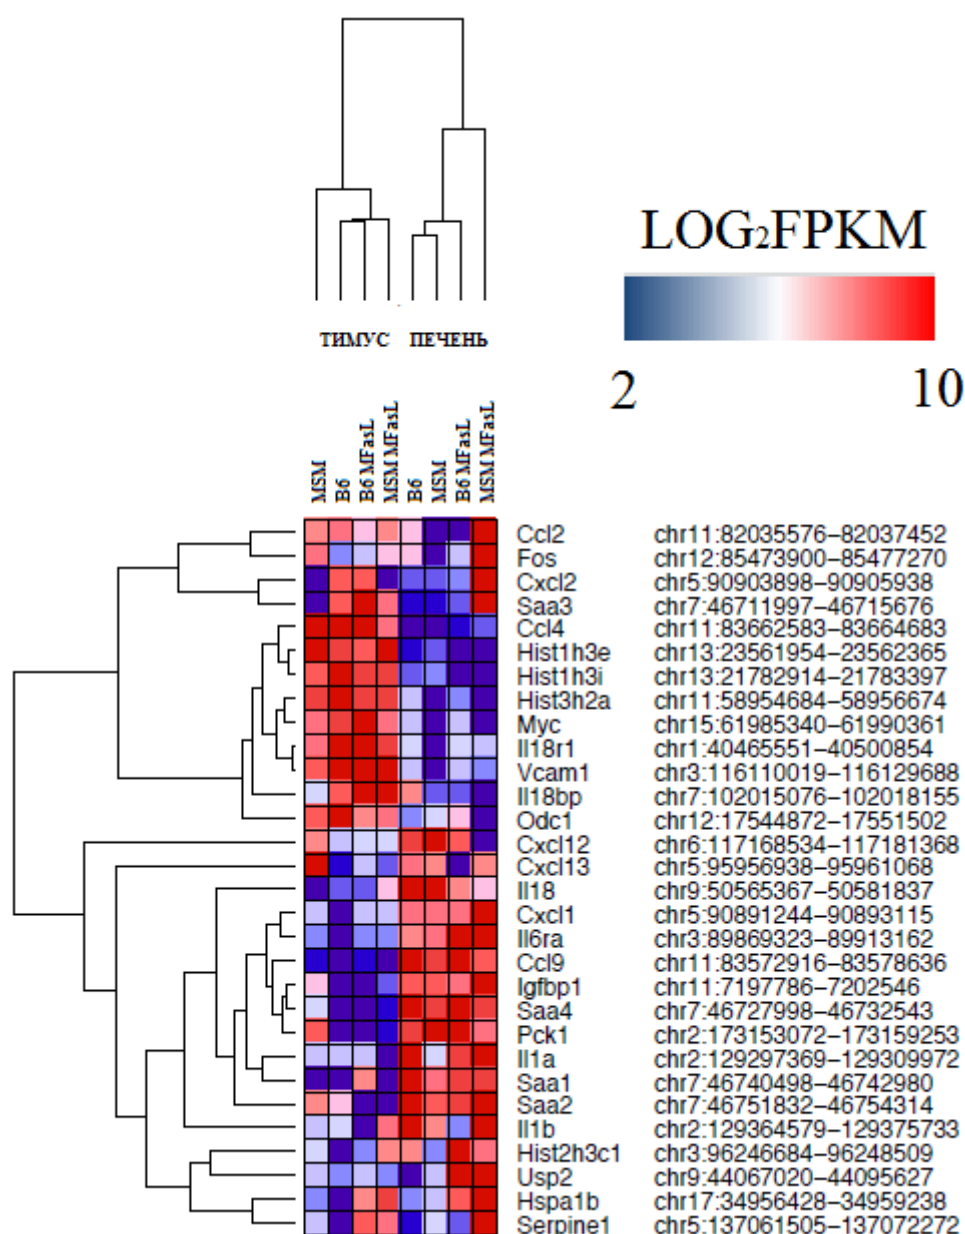 LOG₂FPKM
ТИМУС ПЕЧЕНЬ
2 10
MSM B6 B6 MFasL MSM MFasL B6 MSM B6 MFasL MSM MFasL
Ccl2 chr11:82035576–82037452
Fos chr12:85473900–85477270
Cxcl2 chr5:90903898–90905938
Saa3 chr7:46711997–46715676
Ccl4 chr11:83662583–83664683
Hist1h3e chr13:23561954–23562365
Hist1h3i chr13:21782914–21783397
Hist3h2a chr11:58954684–58956674
Myc chr15:61985340–61990361
Il18r1 chr1:40465551–40500854
Vcam1 chr3:116110019–116129688
Il18bp chr7:102015076–102018155
Odc1 chr12:17544872–17551502
Cxcl12 chr6:117168534–117181368
Cxcl13 chr5:95956938–95961068
Il18 chr9:50565367–50581837
Cxcl1 chr5:90891244–90893115
Il6ra chr3:89869323–89913162
Ccl9 chr11:83572916–83578636
Igfbp1 chr11:7197786–7202546
Saa4 chr7:46727998–46732543
Pck1 chr2:173153072–173159253
Il1a chr2:129297369–129309972
Saa1 chr7:46740498–46742980
Saa2 chr7:46751832–46754314
Il1b chr2:129364579–129375733
Hist2h3c1 chr3:96246684–96248509
Usp2 chr9:44067020–44095627
Hspa1b chr17:34956428–34959238
Serpine1 chr5:137061505–137072272